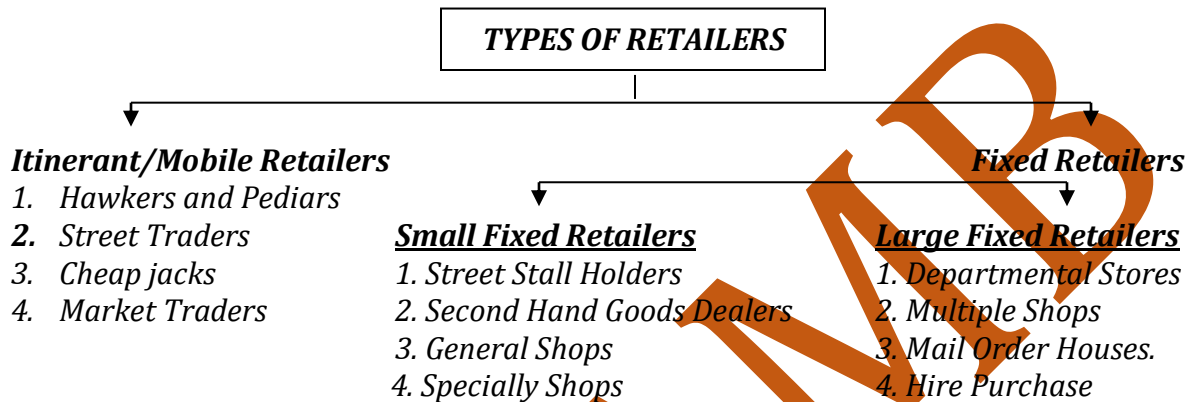 TYPES OF RETAILERS
Itinerant/Mobile Retailers
1. Hawkers and Pediars
2. Street Traders
3. Cheap jacks
4. Market Traders
Fixed Retailers
Small Fixed Retailers
1. Street Stall Holders
2. Second Hand Goods Dealers
3. General Shops
4. Specially Shops
Large Fixed Retailers
1. Departmental Stores
2. Multiple Shops
3. Mail Order Houses.
4. Hire Purchase
MB